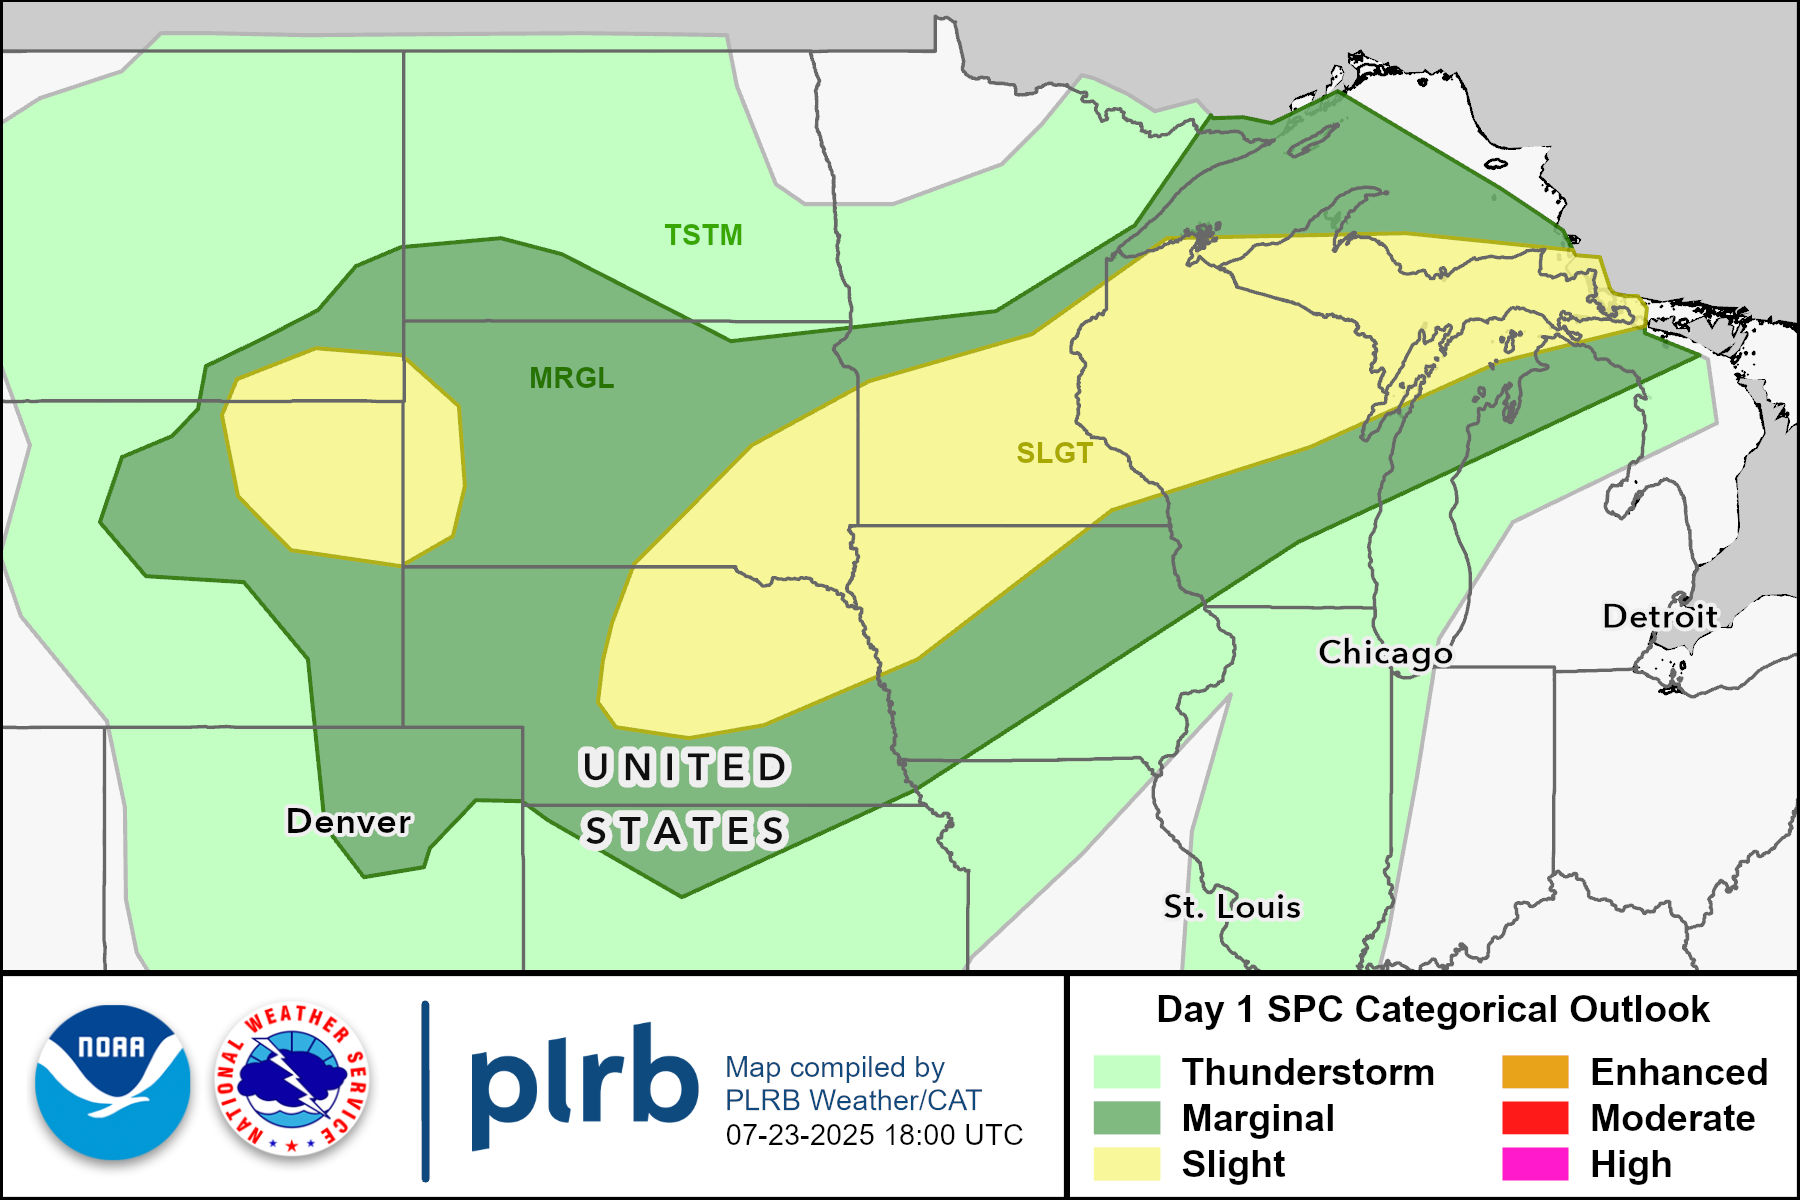 TSTM
MRGL
SLGT
Detroit
Chicago
UNITED
STATES
Denver
St. Louis
NOAA
NATIONAL WEATHER SERVICE
plrb
Map compiled by
PLRB Weather/CAT
07-23-2025 18:00 UTC
Day 1 SPC Categorical Outlook
Thunderstorm
Enhanced
Marginal
Moderate
Slight
High